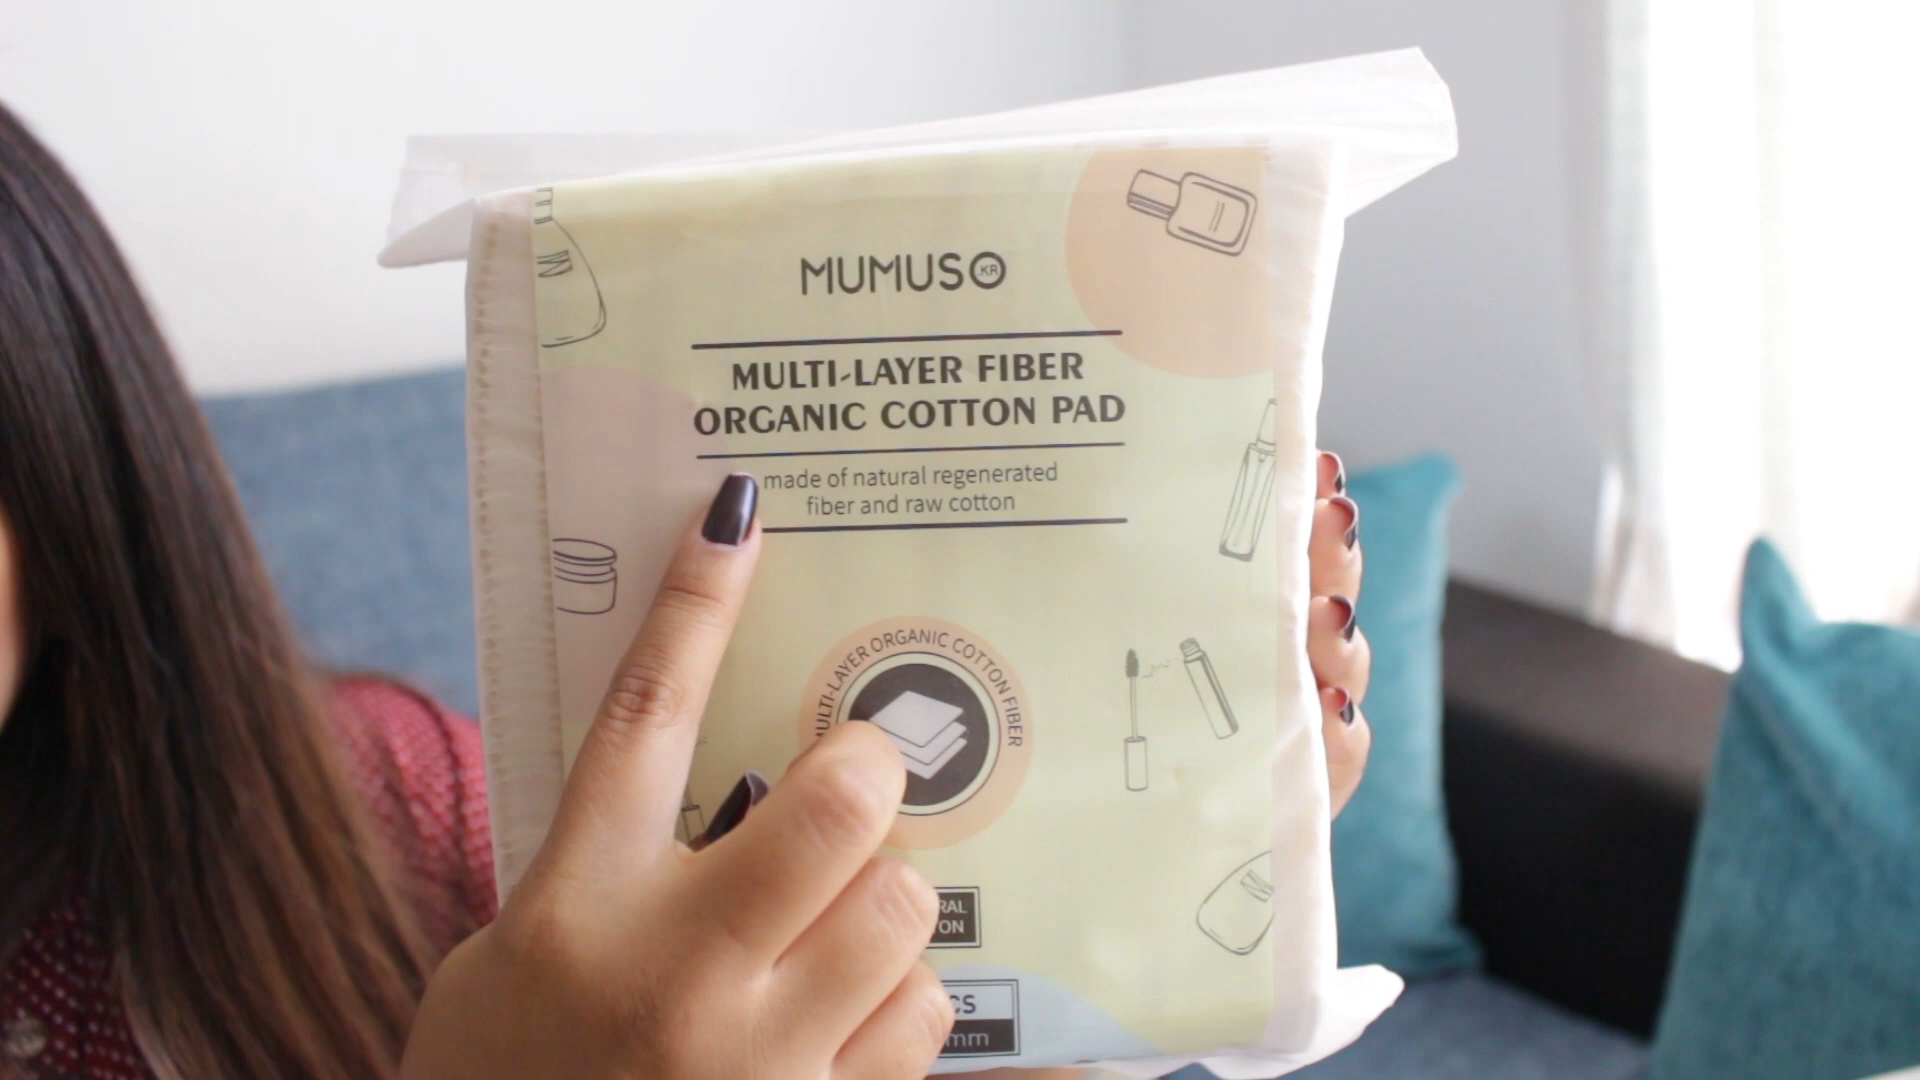 MUMUSO.KR
MULTI-LAYER FIBER
ORGANIC COTTON PAD
made of natural regenerated
fiber and raw cotton
MULTI-LAYER ORGANIC COTTON FIBER
mm